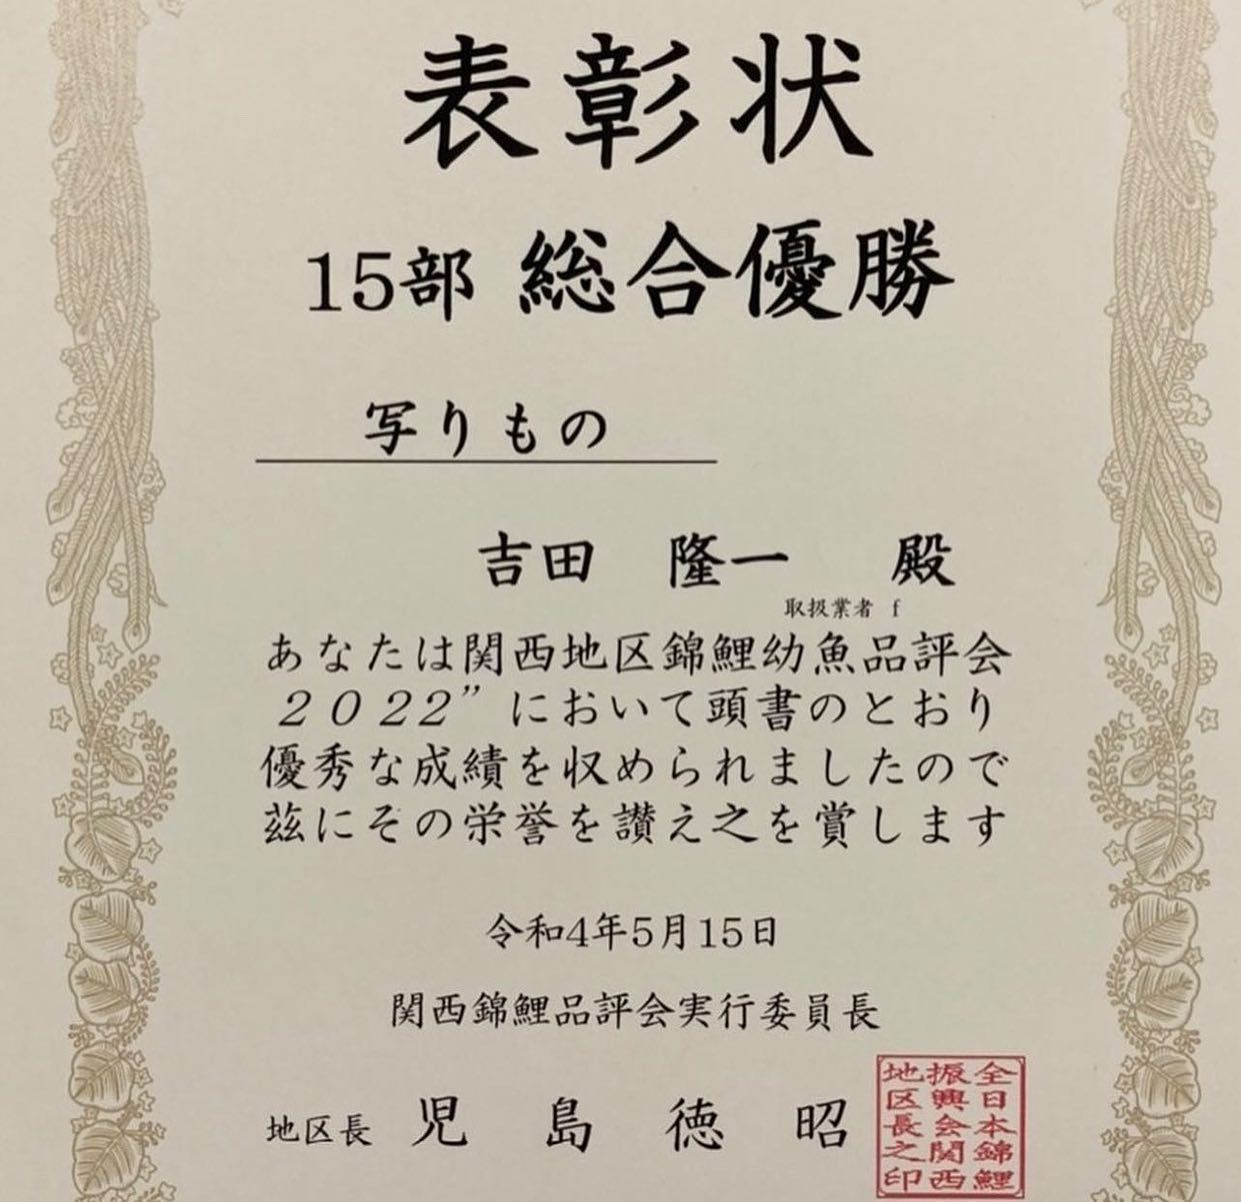 表彰状
15部 総合優勝
写りもの
吉田 隆一 殿
取扱業者 f
あなたは関西地区錦鯉幼魚品評会
2022”において頭書のとおり
優秀な成績を収められましたので
茲にその栄誉を讃え之を賞します
令和4年5月15日
関西錦鯉品評会実行委員長
地区長 児島徳昭
全日本錦鯉
振興会関西
地区長之印